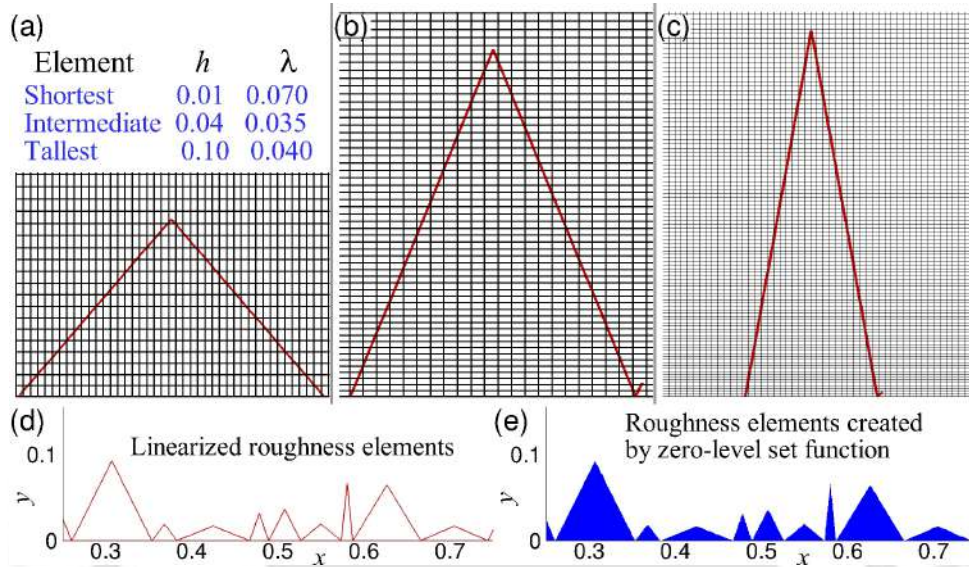 (a)
Element h λ
Shortest 0.01 0.070
Intermediate 0.04 0.035
Tallest 0.10 0.040
(b)
(c)
(d)
Linearized roughness elements
0.1
y
0
0.3 0.4 0.5 0.6 0.7
x
(e)
Roughness elements created
by zero-level set function
0.1
y
0
0.3 0.4 0.5 0.6 0.7
x